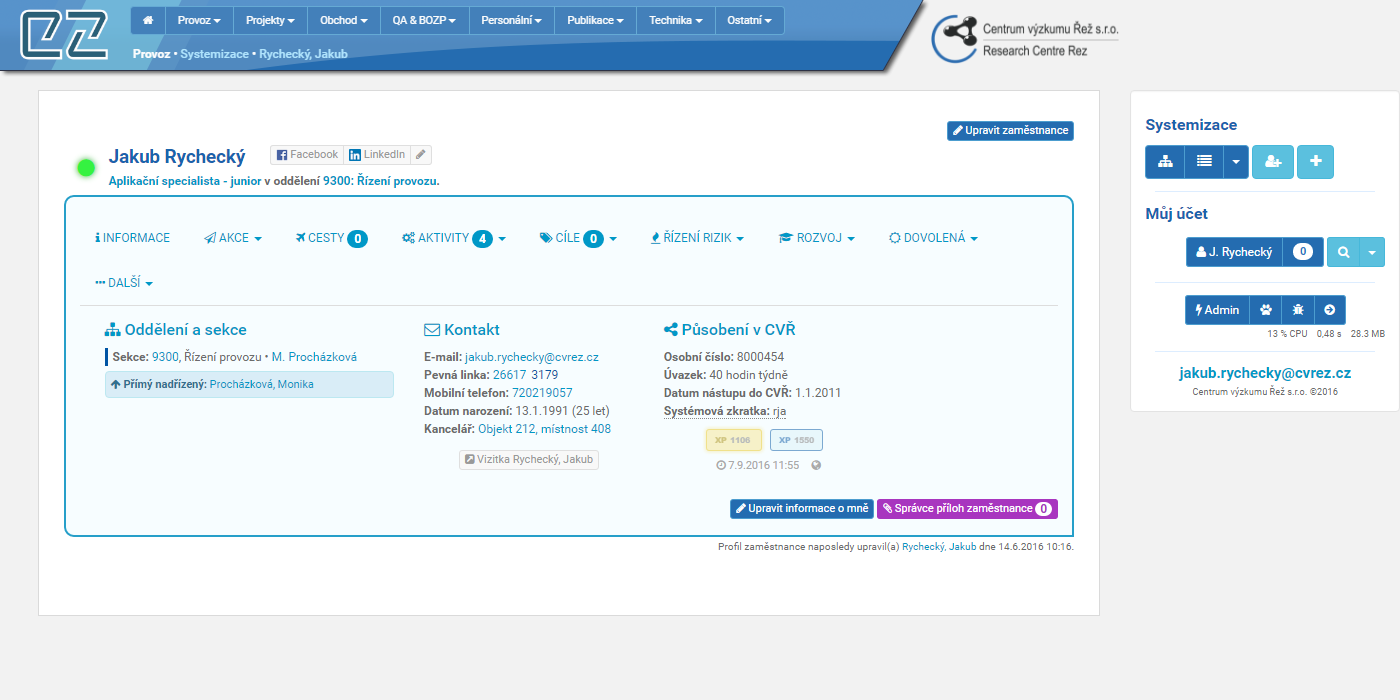 Provoz Projekty Obchod QA & BOZP Personální Publikace Technika Ostatní
Provoz • Systemizace • Rychecký, Jakub
Centrum výzkumu Řež s.r.o.
Research Centre Rez
Upravit zaměstnance
Jakub Rychecký Facebook LinkedIn
Aplikační specialista - junior v oddělení 9300: Řízení provozu.
INFORMACE AKCE CESTY 0 AKTIVITY 4 CÍLE 0 ŘÍZENÍ RIZIK ROZVOJ DOVOLENÁ
DALŠÍ
Oddělení a sekce
Sekce: 9300, Řízení provozu • M. Procházková
Přímý nadřízený: Procházková, Monika
Kontakt
E-mail: jakub.rychecky@cvrez.cz
Pevná linka: 26617 3179
Mobilní telefon: 720219057
Datum narození: 13.1.1991 (25 let)
Kancelář: Objekt 212, místnost 408
Vizitka Rychecký, Jakub
Působení v CVŘ
Osobní číslo: 8000454
Úvazek: 40 hodin týdně
Datum nástupu do CVŘ: 1.1.2011
Systémová zkratka: rja
XP 1106 XP 1550
7.9.2016 11:55
Upravit informace o mně Správce příloh zaměstnance 0
Profil zaměstnance naposledy upravil(a) Rychecký, Jakub dne 14.6.2016 10:16.
Systemizace
Můj účet
J. Rychecký 0
Admin
13 % CPU 0,48 s 28.3 MB
jakub.rychecky@cvrez.cz
Centrum výzkumu Řež s.r.o. ©2016